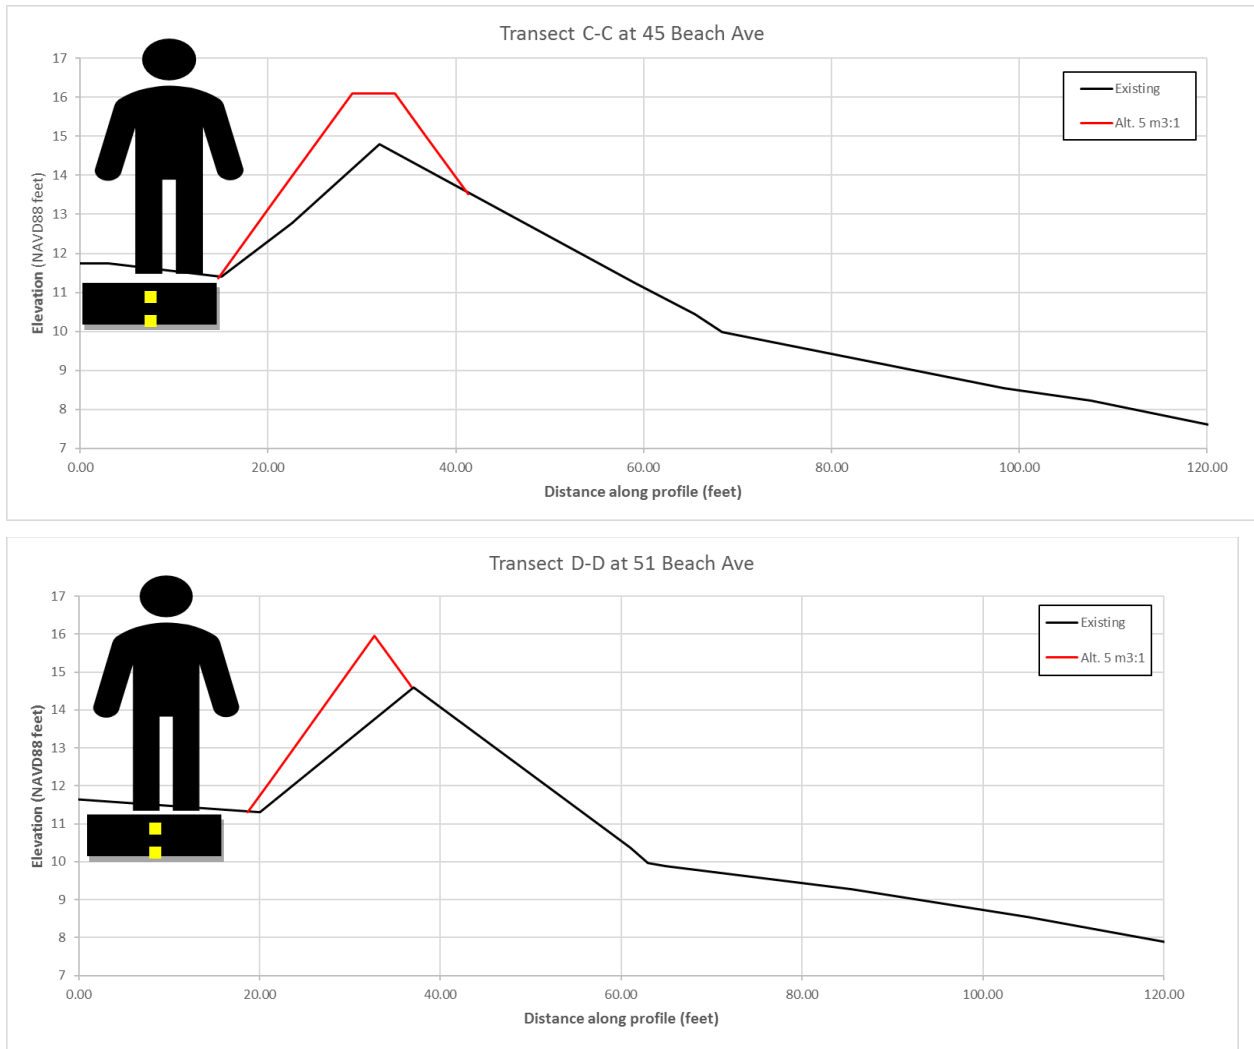 Transect C-C at 45 Beach Ave
17
16
15
14
13
12
11
10
9
8
7
Elevation (NAVD88 feet)
Existing
Alt. 5 m3:1
0.00 20.00 40.00 60.00 80.00 100.00 120.00
Distance along profile (feet)
Transect D-D at 51 Beach Ave
17
16
15
14
13
12
11
10
9
8
7
Elevation (NAVD88 feet)
Existing
Alt. 5 m3:1
0.00 20.00 40.00 60.00 80.00 100.00 120.00
Distance along profile (feet)